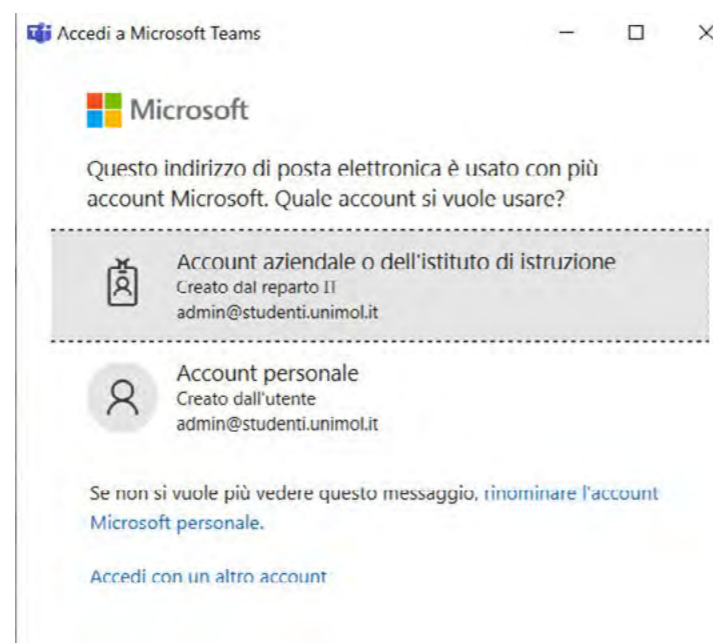 Accedi a Microsoft Teams
Microsoft
Questo indirizzo di posta elettronica è usato con più
account Microsoft. Quale account si vuole usare?
Account aziendale o dell'istituto di istruzione
Creato dal reparto IT
admin@studenti.unimol.it
Account personale
Creato dall'utente
admin@studenti.unimol.it
Se non si vuole più vedere questo messaggio, rinominare l'account
Microsoft personale.
Accedi con un altro account